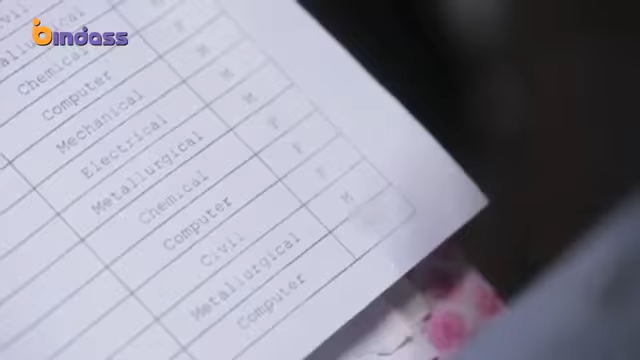 bindass
Chemical M
Computer F
Mechanical M
Electrical M
Metallurgical M
Chemical F
Computer F
Civil F
Metallurgical M
Computer